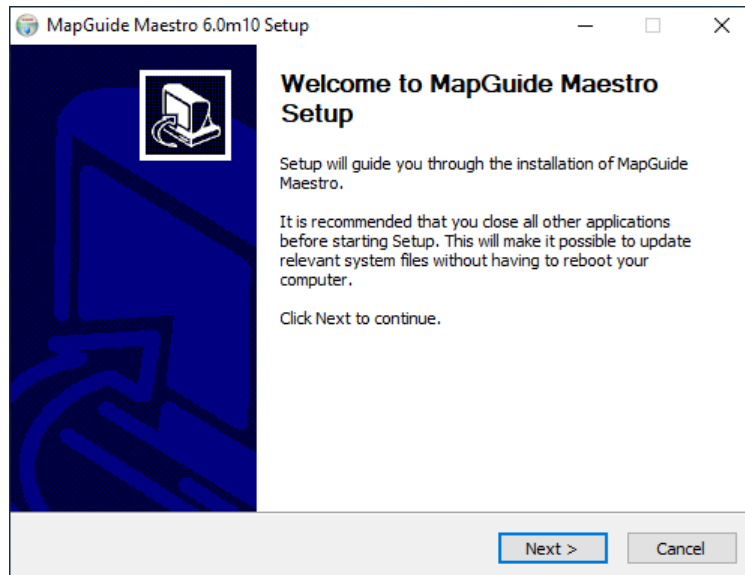 MapGuide Maestro 6.0m10 Setup
Welcome to MapGuide Maestro
Setup
Setup will guide you through the installation of MapGuide
Maestro.
It is recommended that you close all other applications
before starting Setup. This will make it possible to update
relevant system files without having to reboot your
computer.
Click Next to continue.
Next >
Cancel